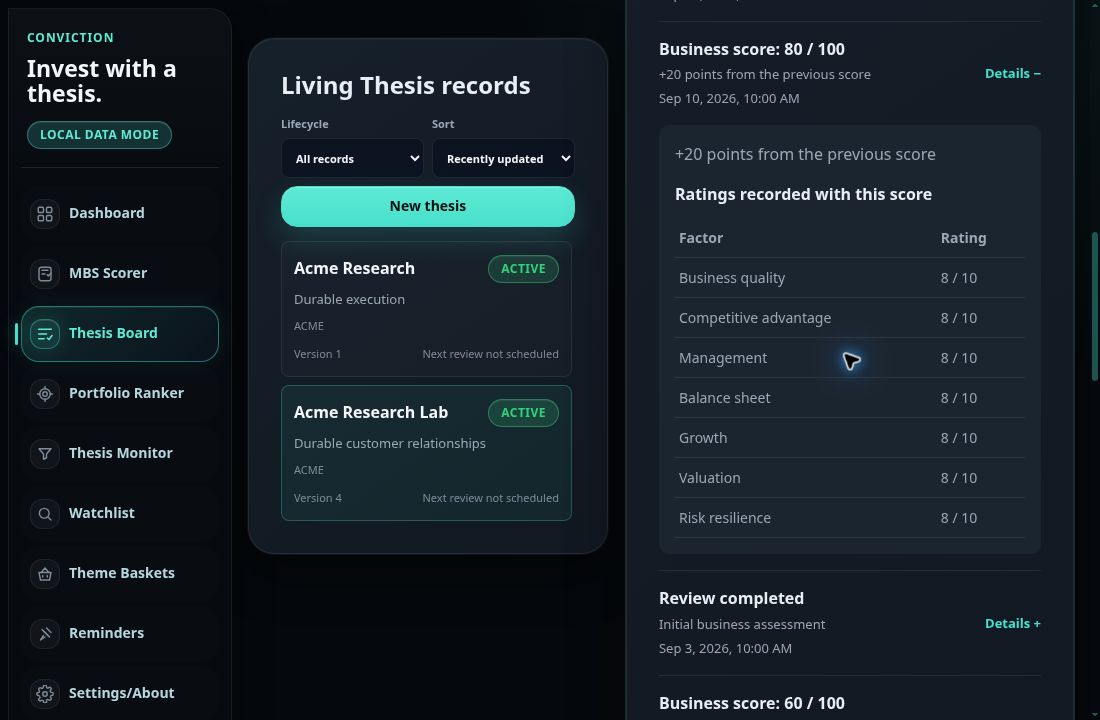 CONVICTION
Invest with a
thesis.
LOCAL DATA MODE
Dashboard
MBS Scorer
Thesis Board
Portfolio Ranker
Thesis Monitor
Watchlist
Theme Baskets
Reminders
Settings/About
Living Thesis records
Lifecycle Sort
All records Recently updated
New thesis
Acme Research ACTIVE
Durable execution
ACME
Version 1 Next review not scheduled
Acme Research Lab ACTIVE
Durable customer relationships
ACME
Version 4 Next review not scheduled
Business score: 80 / 100
+20 points from the previous score
Details −
Sep 10, 2026, 10:00 AM
+20 points from the previous score
Ratings recorded with this score
Factor Rating
Business quality 8 / 10
Competitive advantage 8 / 10
Management 8 / 10
Balance sheet 8 / 10
Growth 8 / 10
Valuation 8 / 10
Risk resilience 8 / 10
Review completed
Initial business assessment
Details +
Sep 3, 2026, 10:00 AM
Business score: 60 / 100